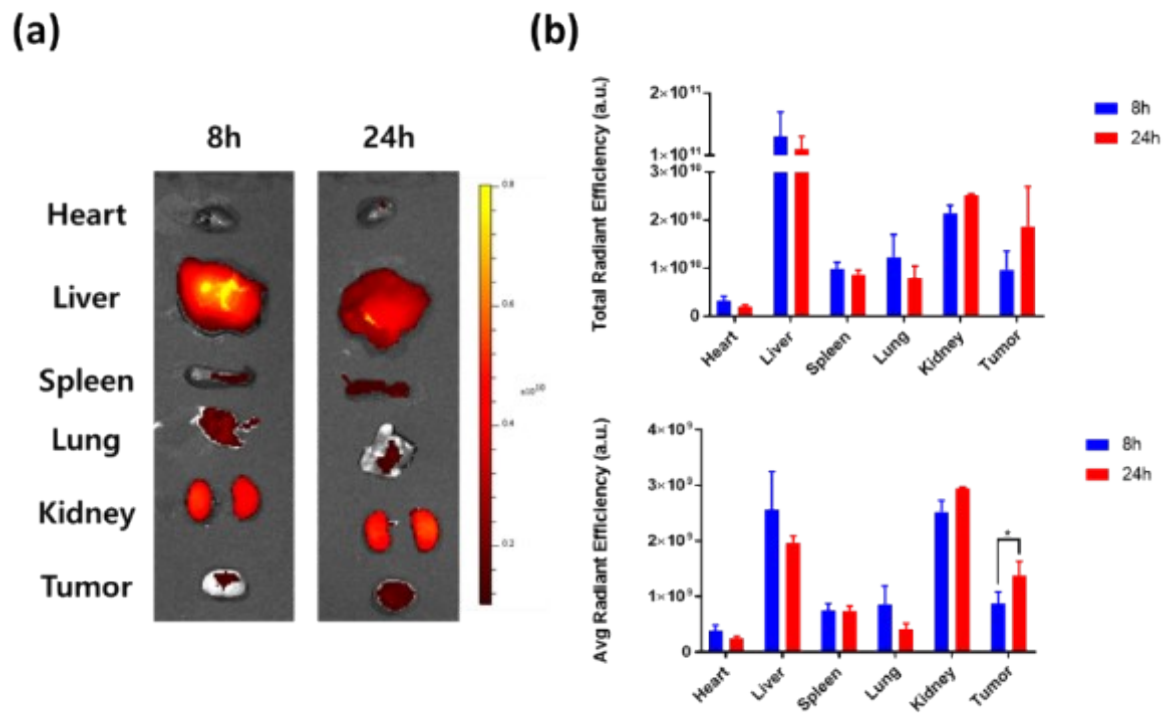 (a)
8h
24h
Heart
Liver
Spleen
Lung
Kidney
Tumor
0.8
0.6
0.4
0.2
x10¹⁰
(b)
Total Radiant Efficiency (a.u.)
2×10¹¹
1×10¹¹
3×10¹⁰
2×10¹⁰
1×10¹⁰
0
Heart
Liver
Spleen
Lung
Kidney
Tumor
8h
24h
Avg Radiant Efficiency (a.u.)
4×10⁹
3×10⁹
2×10⁹
1×10⁹
0
Heart
Liver
Spleen
Lung
Kidney
Tumor
*
8h
24h